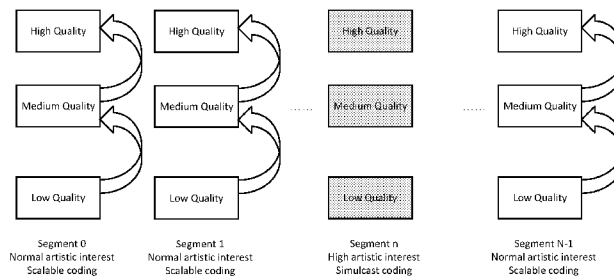 High Quality
High Quality
High Quality
High Quality
Medium Quality
Medium Quality
......
Medium Quality
......
Medium Quality
Low Quality
Low Quality
Low Quality
Low Quality
Segment 0
Normal artistic interest
Scalable coding
Segment 1
Normal artistic interest
Scalable coding
Segment n
High artistic interest
Simulcast coding
Segment N-1
Normal artistic interest
Scalable coding